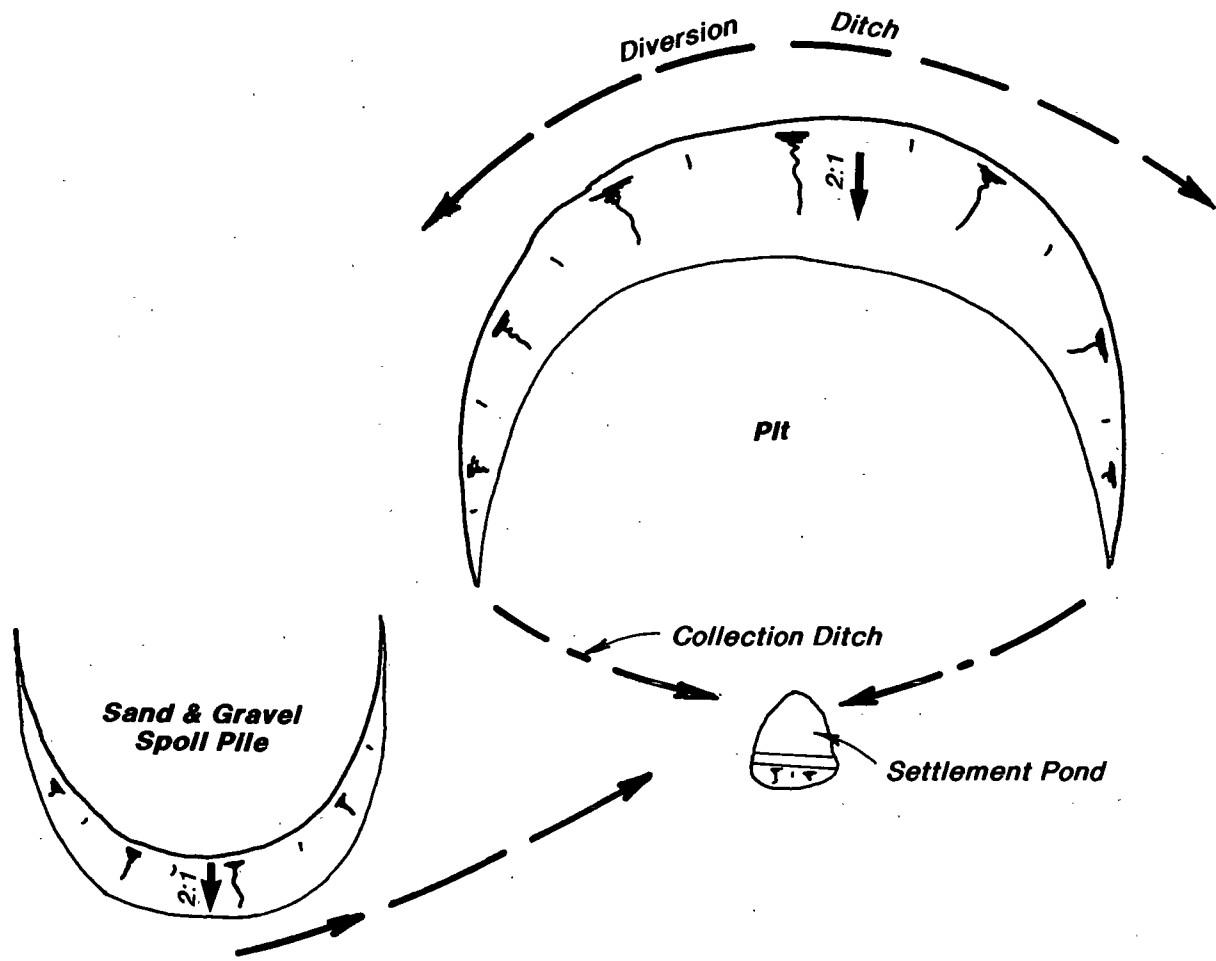 Diversion Ditch
2:1
Pit
Collection Ditch
Sand & Gravel
Spoil Pile
Settlement Pond
2:1